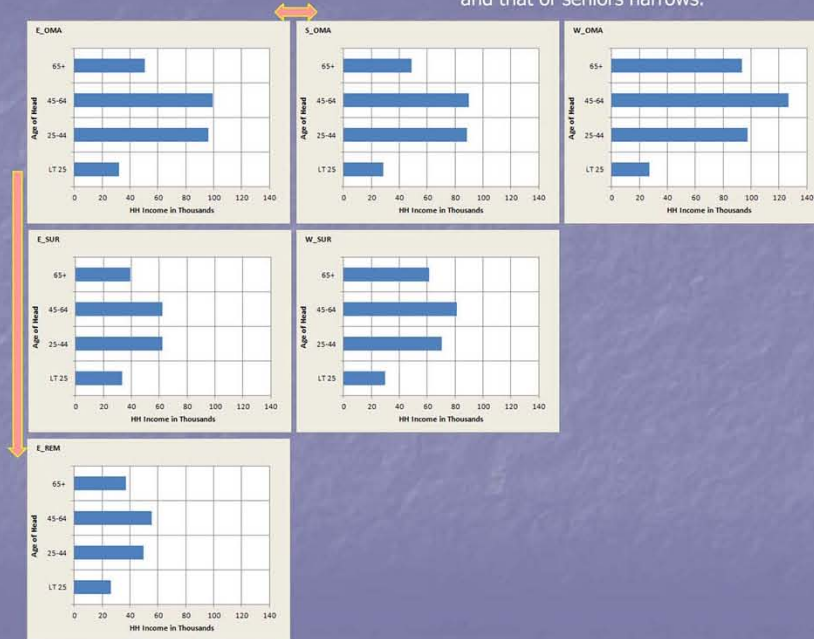 and that of seniors narrows.
E_OMA
Age of Head
65+
45-64
25-44
LT 25
0 20 40 60 80 100 120 140
HH Income in Thousands
S_OMA
Age of Head
65+
45-64
25-44
LT 25
0 20 40 60 80 100 120 140
HH Income in Thousands
W_OMA
Age of Head
65+
45-64
25-44
LT 25
0 20 40 60 80 100 120 140
HH Income in Thousands
E_SUR
Age of Head
65+
45-64
25-44
LT 25
0 20 40 60 80 100 120 140
HH Income in Thousands
W_SUR
Age of Head
65+
45-64
25-44
LT 25
0 20 40 60 80 100 120 140
HH Income in Thousands
E_REM
Age of Head
65+
45-64
25-44
LT 25
0 20 40 60 80 100 120 140
HH Income in Thousands